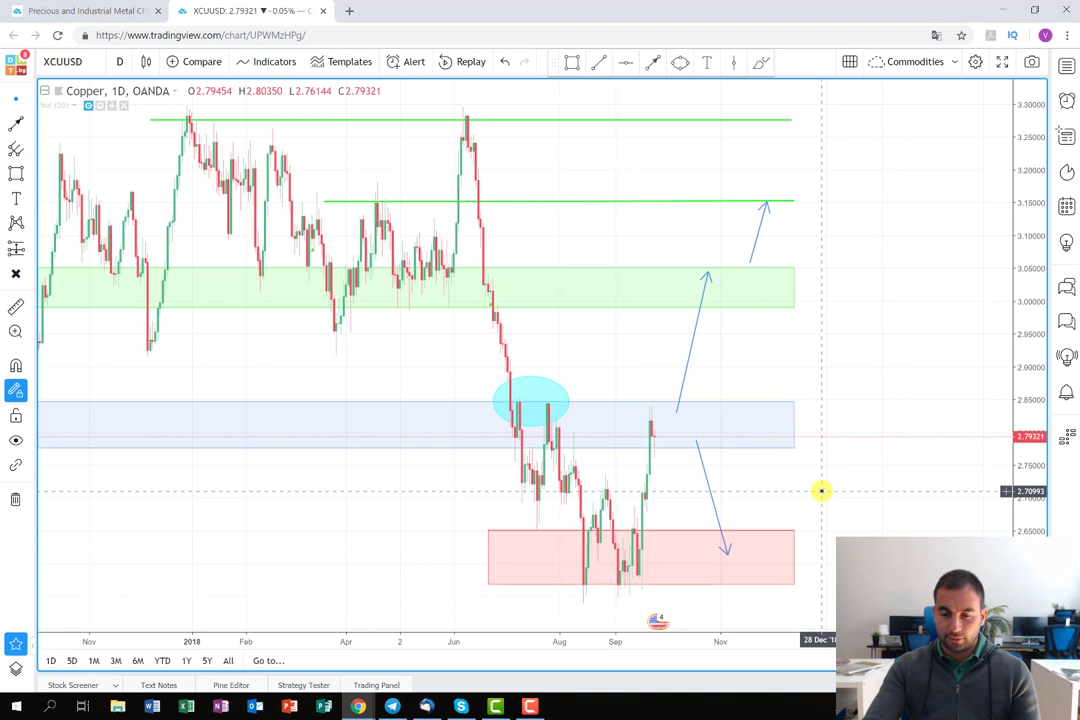 Precious and Industrial Metal CF
XCUUSD: 2.79321 ▼−0.05% — C
https://www.tradingview.com/chart/UPWMzHPg/
IQ
V
8
XCUUSD
D
Compare
Indicators
Templates
Alert
Replay
Commodities
Copper, 1D, OANDA
O2.79454 H2.80350 L2.76144 C2.79321
Vol (20)
3.30000
3.25000
3.20000
3.15000
3.10000
3.05000
3.00000
2.95000
2.90000
2.85000
2.79321
2.75000
2.70993
2.65000
4
Nov
2018
Feb
Apr
2
Jun
Aug
Sep
Nov
28 Dec '18
1D
5D
1M
3M
6M
YTD
1Y
5Y
All
Go to...
Stock Screener
Text Notes
Pine Editor
Strategy Tester
Trading Panel